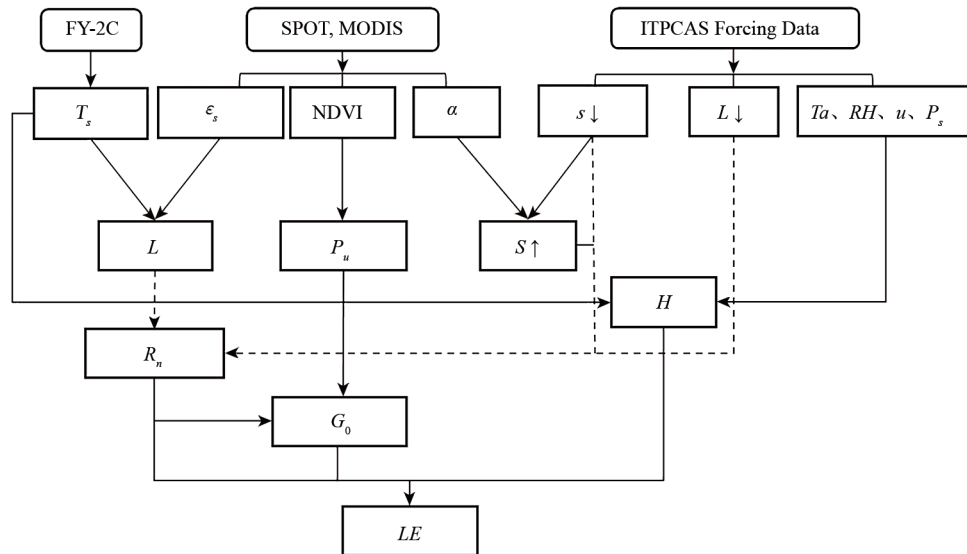 FY-2C
SPOT, MODIS
ITPCAS Forcing Data
Tₛ
εₛ
NDVI
α
s↓
L↓
Ta、RH、u、Pₛ
L
Pᵤ
S↑
H
Rₙ
G₀
LE